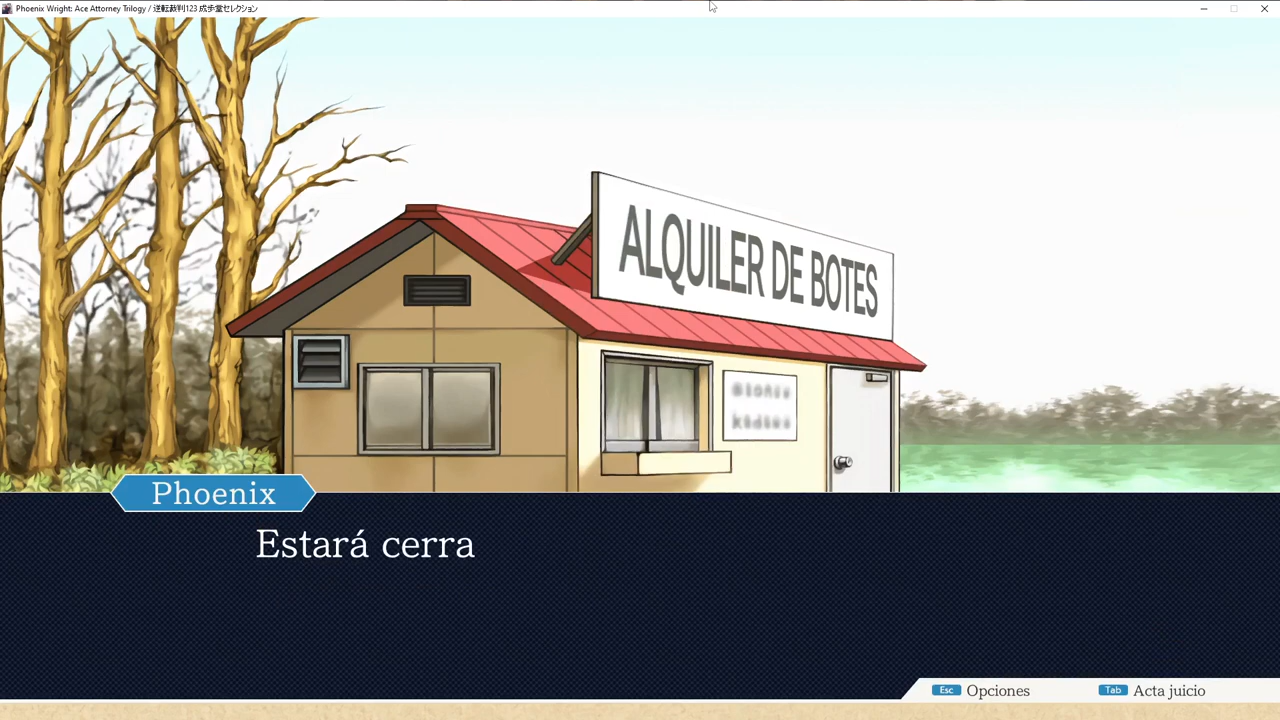 Phoenix Wright: Ace Attorney Trilogy / 逆転裁判123 成歩堂セレクション
ALQUILER DE BOTES
Phoenix
Estará cerra
Esc Opciones
Tab Acta juicio